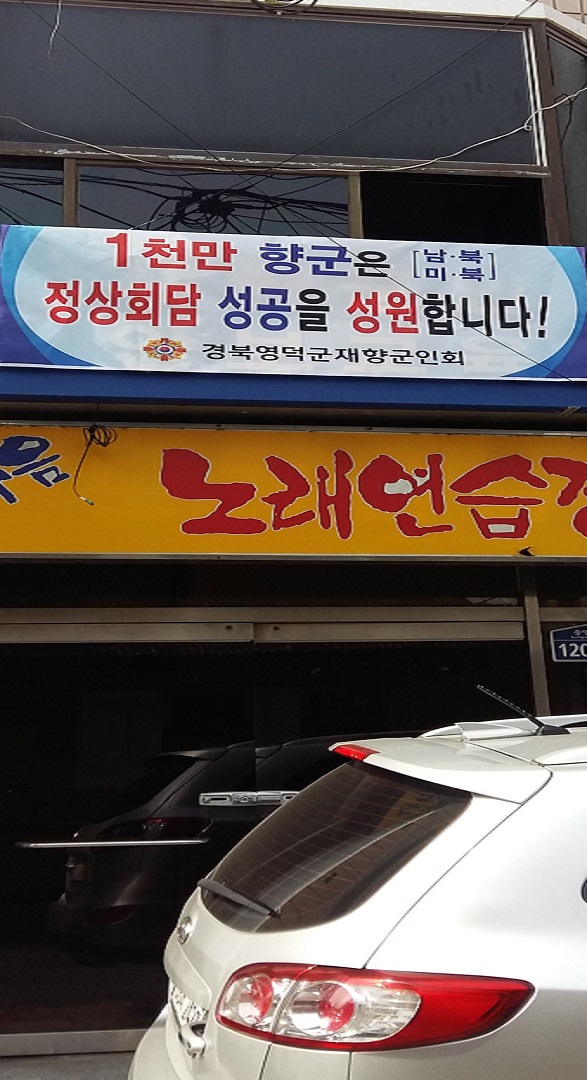 1천만 향군은 [남·북 미·북]
정상회담 성공을 성원합니다!
경북영덕군재향군인회
노래연습
120